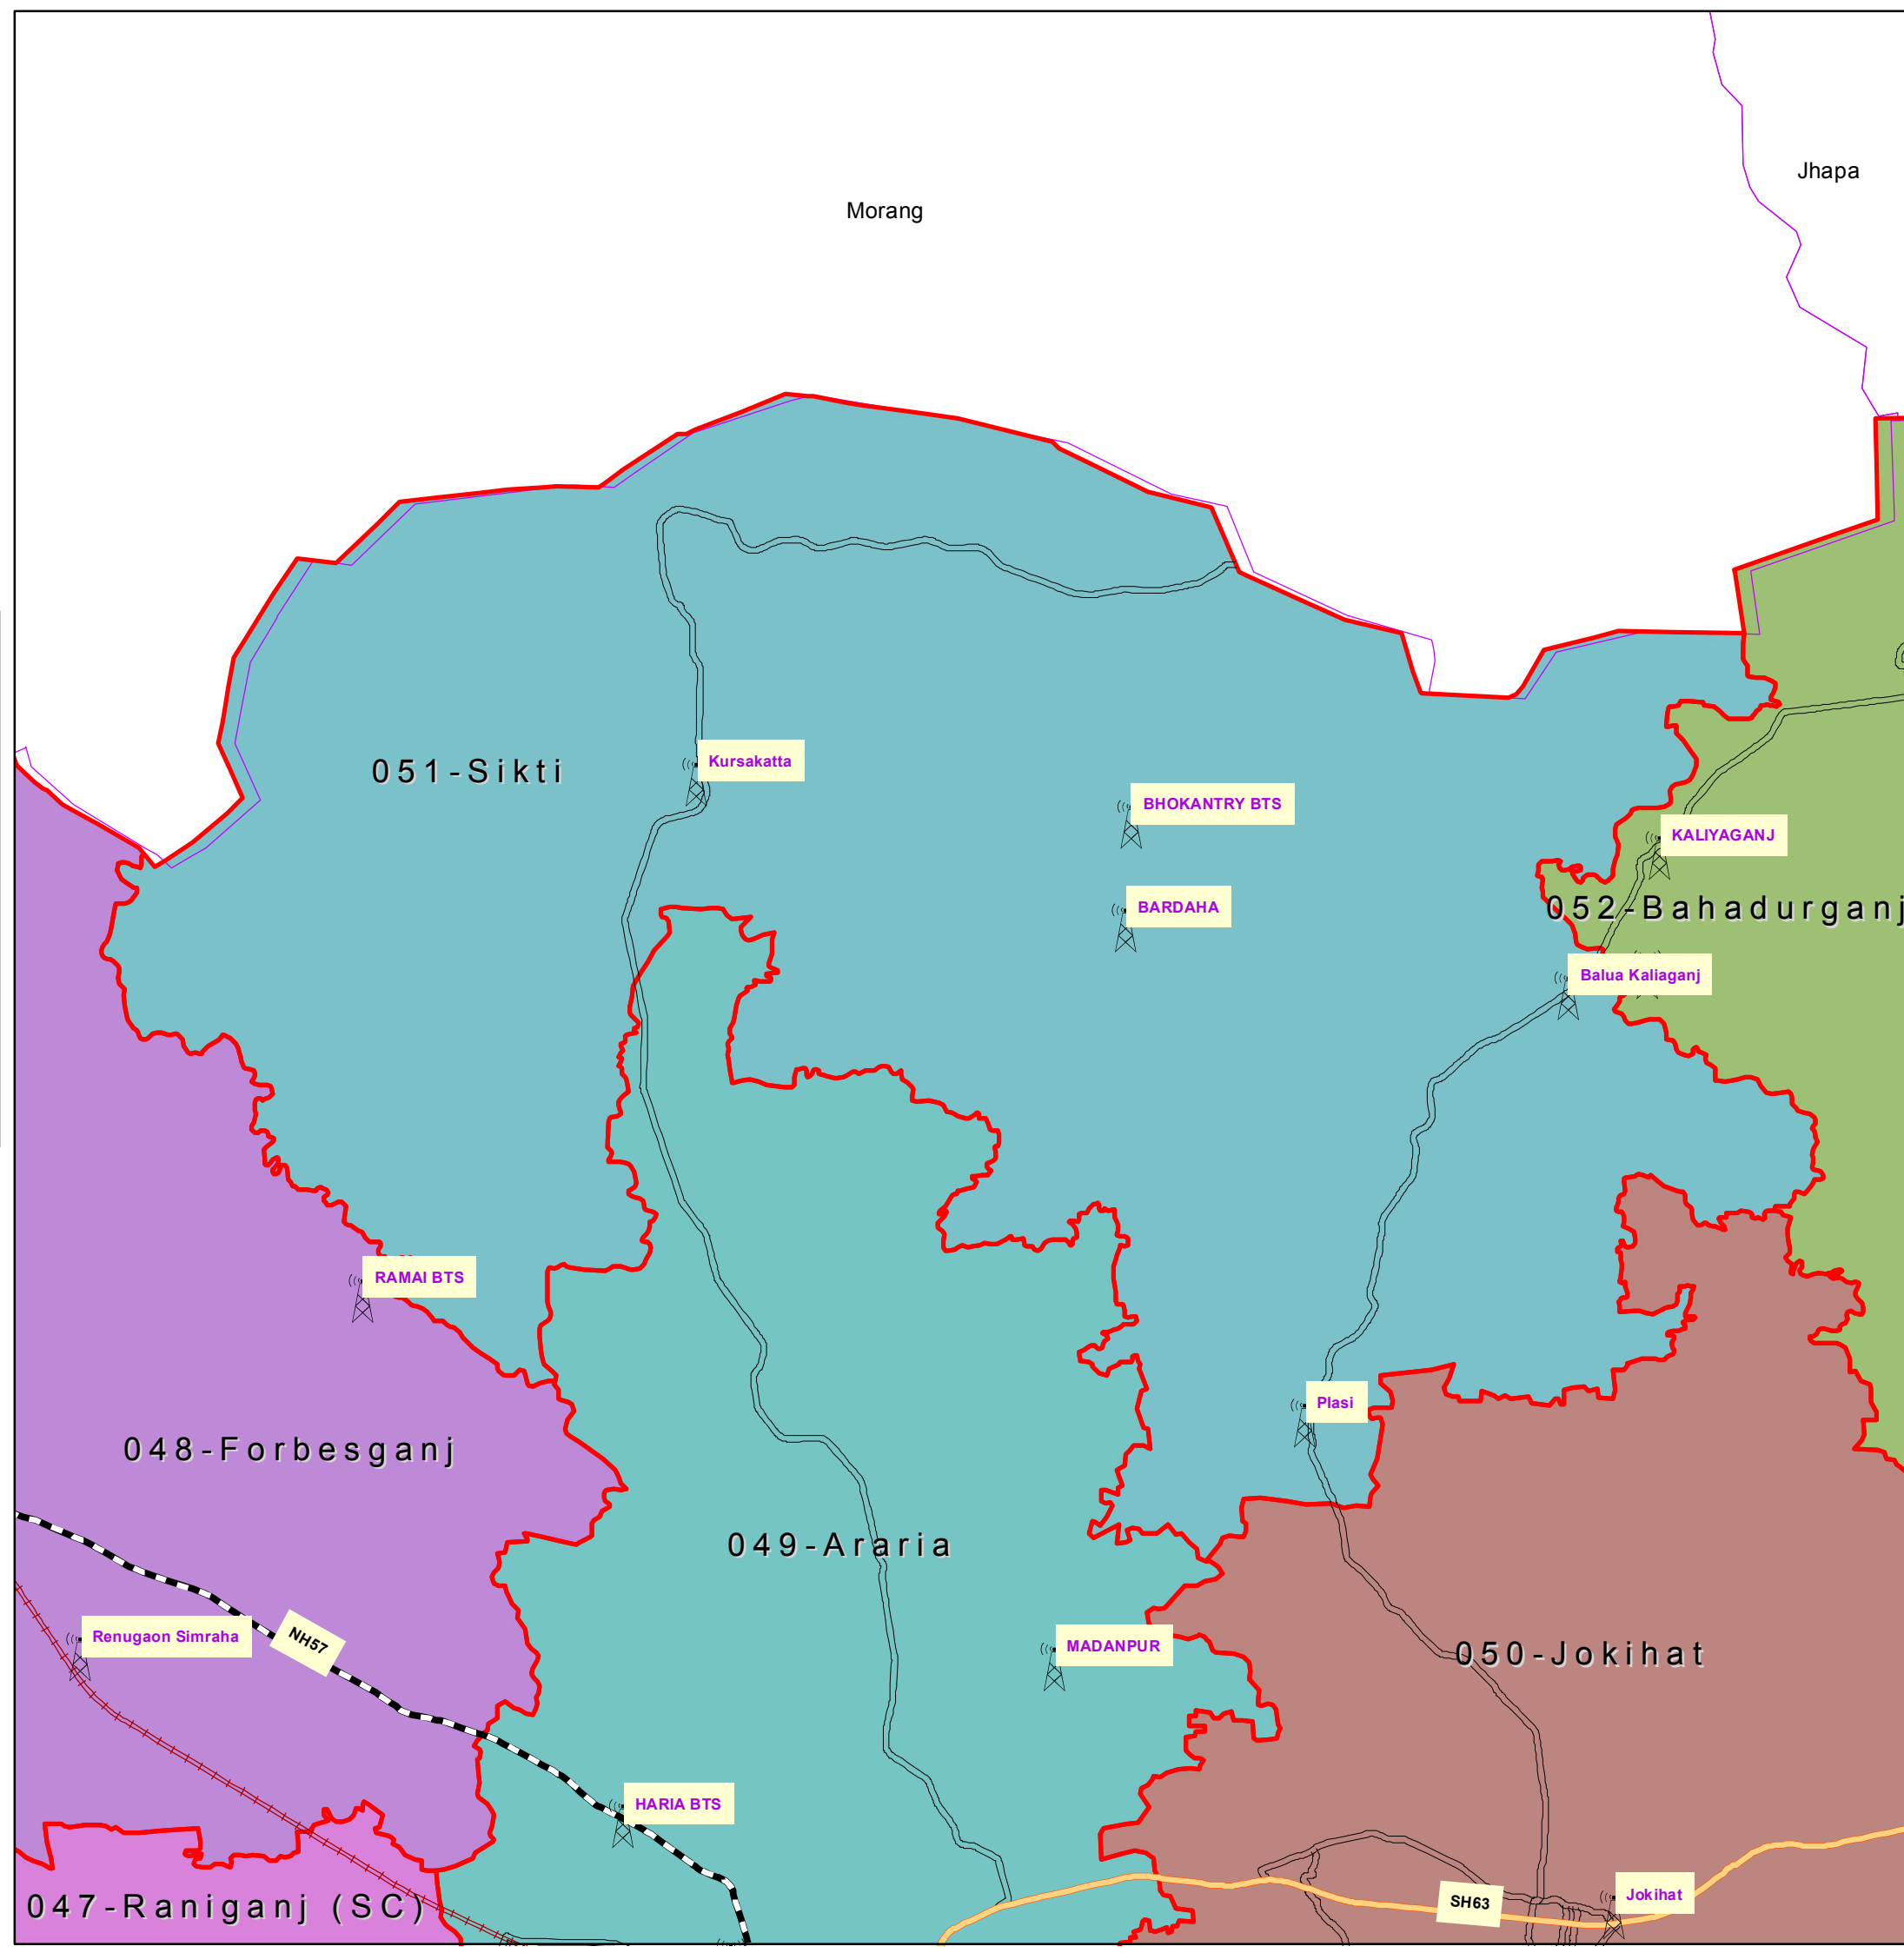 Jhapa
Morang
Kursakatta
051-Sikti
BHOKANTRY BTS
KALIYAGANJ
BARDAHA
052-Bahadurganj
Balua Kaliaganj
RAMAI BTS
Plasi
048-Forbesganj
049-Araria
Renugaon Simraha
NH57
MADANPUR
050-Jokihat
HARIA BTS
Jokihat
SH63
047-Raniganj (SC)